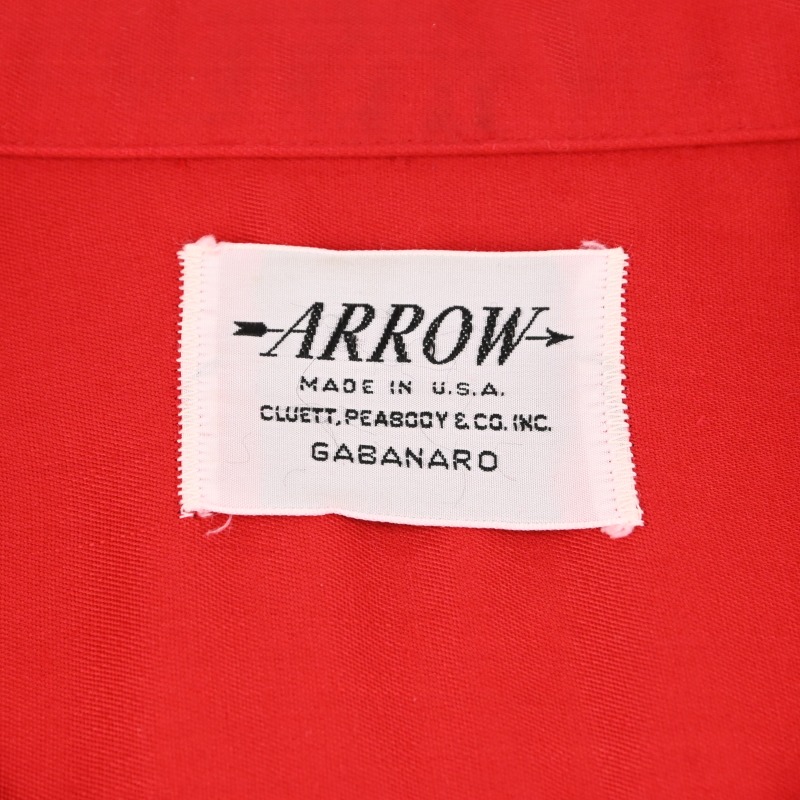 ARROW
MADE IN U.S.A.
CLUETT, PEABODY & CO. INC.
GABANARO